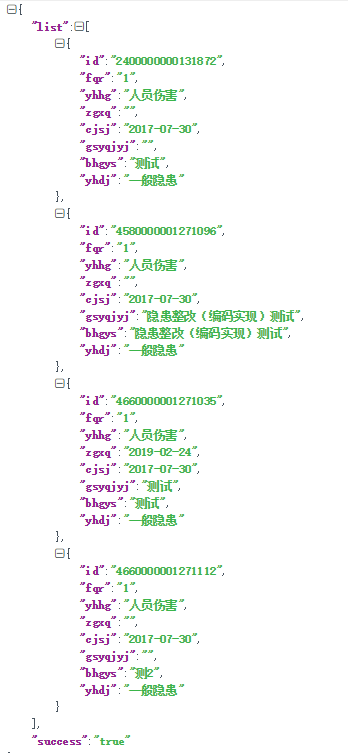 {
"list":[
{
"id":"2400000000131872",
"fqr":"1",
"yhhg":"人员伤害",
"zgxq":"",
"cjsj":"2017-07-30",
"gsyqjyj":"",
"bhgys":"测试",
"yhdj":"一般隐患"
},
{
"id":"4580000001271096",
"fqr":"1",
"yhhg":"人员伤害",
"zgxq":"",
"cjsj":"2017-07-30",
"gsyqjyj":"隐患整改（编码实现）测试",
"bhgys":"隐患整改（编码实现）测试",
"yhdj":"一般隐患"
},
{
"id":"4660000001271035",
"fqr":"1",
"yhhg":"人员伤害",
"zgxq":"2019-02-24",
"cjsj":"2017-07-30",
"gsyqjyj":"测试",
"bhgys":"测试",
"yhdj":"一般隐患"
},
{
"id":"4660000001271112",
"fqr":"1",
"yhhg":"人员伤害",
"zgxq":"",
"cjsj":"2017-07-30",
"gsyqjyj":"",
"bhgys":"测2",
"yhdj":"一般隐患"
}
],
"success":"true"